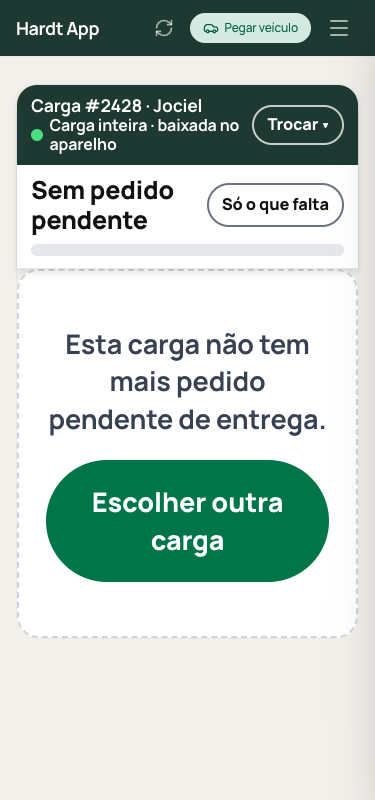 Hardt App
Pegar veículo
Carga #2428 · Jociel
Carga inteira · baixada no
aparelho
Trocar ▾
Sem pedido
pendente
Só o que falta
Esta carga não tem
mais pedido
pendente de entrega.
Escolher outra
carga